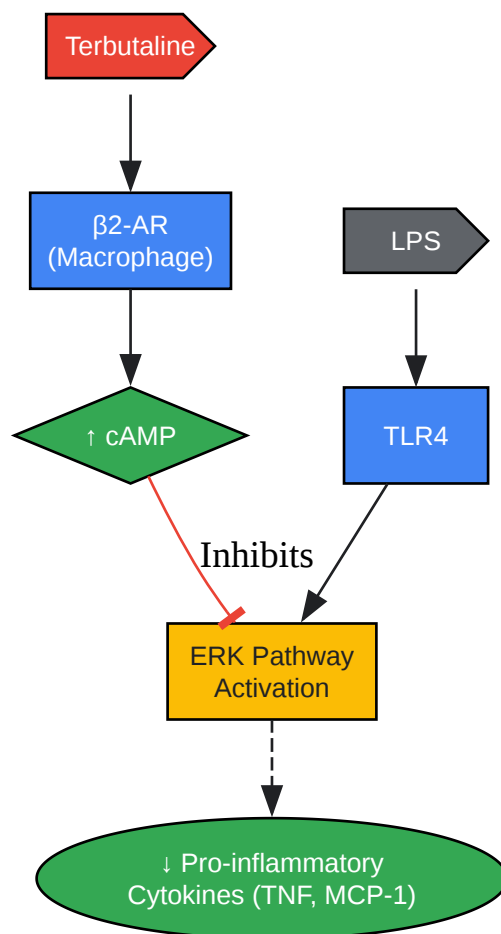 Terbutaline
β2-AR
(Macrophage)
LPS
↑ cAMP
TLR4
Inhibits
ERK Pathway
Activation
↓ Pro-inflammatory
Cytokines (TNF, MCP-1)